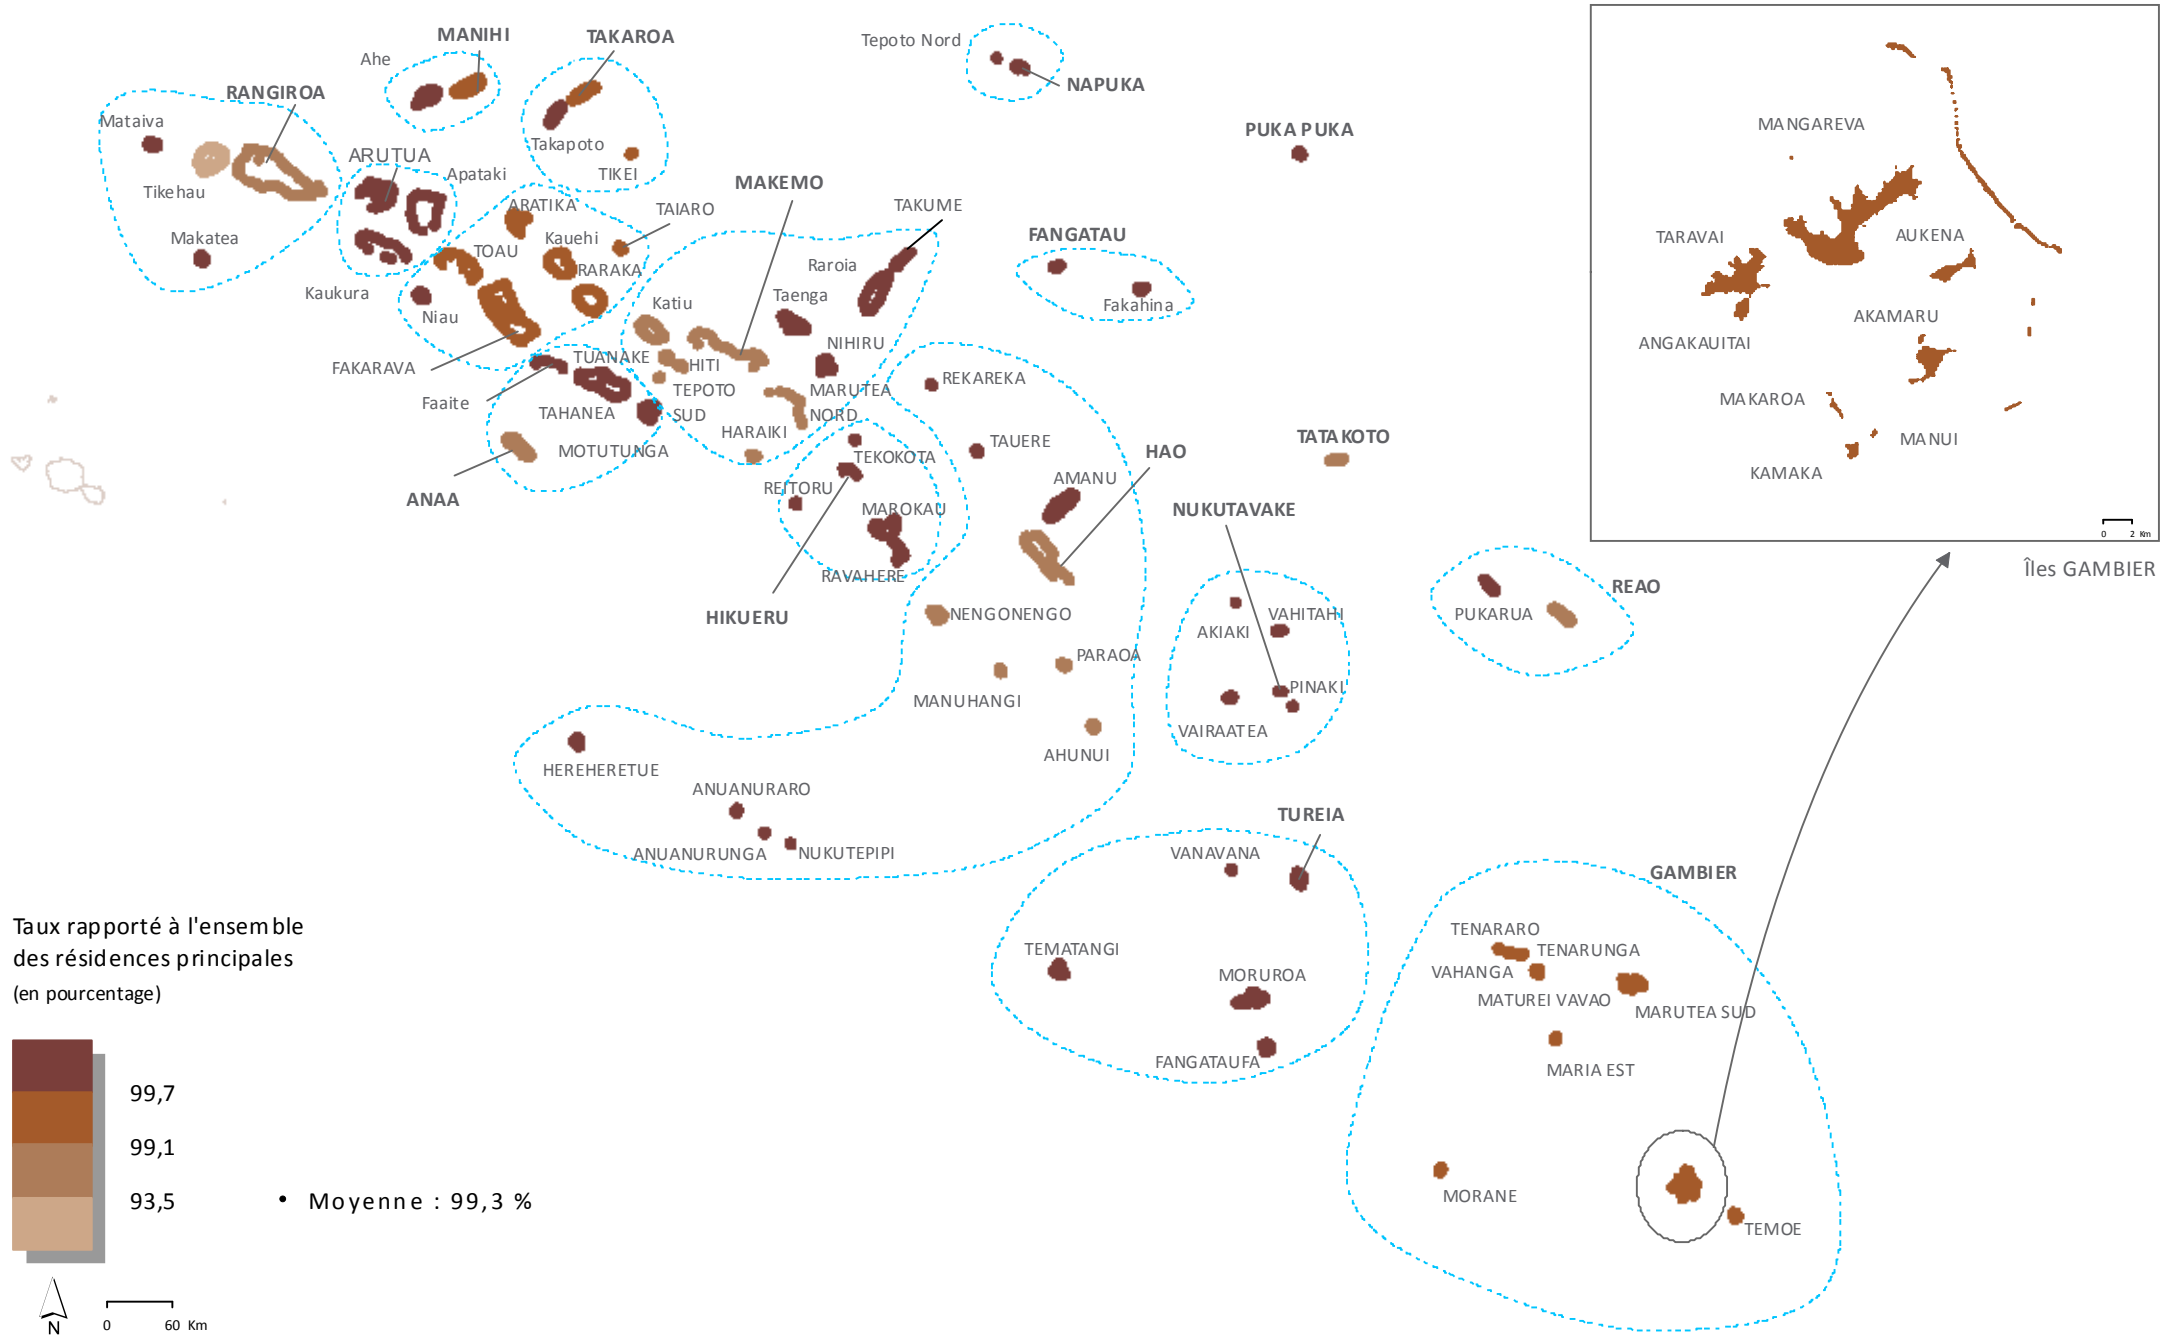 MANIHI
TAKAROA
Tepoto Nord
Ahe
NAPUKA
RANGIROA
Mataiva
MANGAREVA
PUKA PUKA
Takapoto
ARUTUA
Apataki
TIKEI
Tikehau
MAKEMO
ARATIKA
TAIARO
TAKUME
Makatea
Kauehi
FANGATAU
TARAVAI
AUKENA
TOAU
RARAKA
Raroia
Kaukura
Katiu
Taenga
Fakahina
Niau
AKAMARU
ANGAKAUITAI
NIHIRU
TUANAKE
HITI
FAKARAVA
REKAREKA
TEPOTO
SUD
MARUTEA
NORD
Faaite
TAHANEA
MAKAROA
HARAIKI
TAUERE
TATAKOTO
MANUI
MOTUTUNGA
TEKOKOTA
HAO
KAMAKA
AMANU
REITORU
ANAA
MAROKAU
NUKUTAVAKE
0 2 Km
Îles GAMBIER
RAVAHERE
REAO
HIKUERU
NENGONENGO
VAHITAHI
PUKARUA
AKIAKI
PARAOA
PINAKI
MANUHANGI
VAIRAATEA
AHUNUI
HEREHERETUE
ANUANURARO
TUREIA
ANUANURUNGA
NUKUTEPIPI
VANAVANA
GAMBIER
Taux rapporté à l'ensemble
des résidences principales
(en pourcentage)
TENARARO
TEMATANGI
TENARUNGA
VAHANGA
MORUROA
MATUREI VAVAO
MARUTEA SUD
FANGATAUFA
MARIA EST
99,7
99,1
93,5
• Moyenne : 99,3 %
MORANE
TEMOE
N
0 60 Km